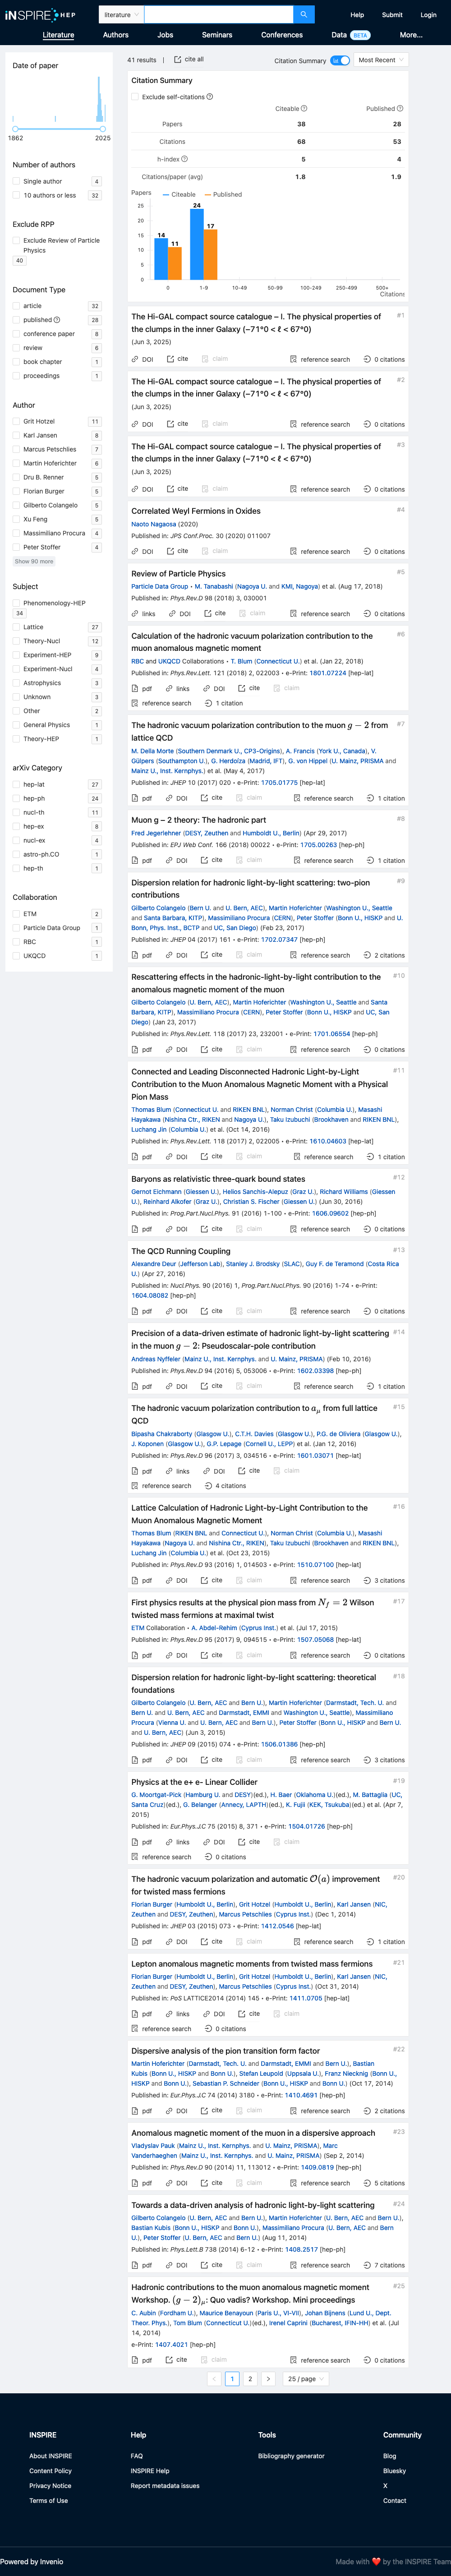 INSPIRE HEP
literature
Help
Submit
Login
Literature
Authors
Jobs
Seminars
Conferences
Data BETA
More...
Date of paper
1862
2025
Number of authors
Single author 4
10 authors or less 32
Exclude RPP
Exclude Review of Particle
Physics
40
Document Type
article 32
published 28
conference paper 8
review 6
book chapter 1
proceedings 1
Author
Grit Hotzel 11
Karl Jansen 8
Marcus Petschlies 7
Martin Hoferichter 6
Dru B. Renner 5
Florian Burger 5
Gilberto Colangelo 5
Xu Feng 5
Massimiliano Procura 4
Peter Stoffer 4
Show 90 more
Subject
Phenomenology-HEP
34
Lattice 27
Theory-Nucl 12
Experiment-HEP 9
Experiment-Nucl 4
Astrophysics 3
Unknown 3
Other 2
General Physics 1
Theory-HEP 1
arXiv Category
hep-lat 27
hep-ph 24
nucl-th 11
hep-ex 8
nucl-ex 4
astro-ph.CO 1
hep-th 1
Collaboration
ETM 2
Particle Data Group 1
RBC 1
UKQCD 1
41 results | cite all
Citation Summary
Most Recent
Citation Summary
Exclude self-citations
Citeable Published
Papers 38 28
Citations 68 53
h-index 5 4
Citations/paper (avg) 1.8 1.9
Papers Citeable Published
25
20
15
10
5
0
14
11
24
17
0 1-9 10-49 50-99 100-249 250-499 500+
Citations
The Hi-GAL compact source catalogue – I. The physical properties of #1
the clumps in the inner Galaxy (−71°0 < ℓ < 67°0)
(Jun 3, 2025)
DOI cite claim reference search 0 citations
The Hi-GAL compact source catalogue – I. The physical properties of #2
the clumps in the inner Galaxy (−71°0 < ℓ < 67°0)
(Jun 3, 2025)
DOI cite claim reference search 0 citations
The Hi-GAL compact source catalogue – I. The physical properties of #3
the clumps in the inner Galaxy (−71°0 < ℓ < 67°0)
(Jun 3, 2025)
DOI cite claim reference search 0 citations
Correlated Weyl Fermions in Oxides #4
Naoto Nagaosa (2020)
Published in: JPS Conf.Proc. 30 (2020) 011007
DOI cite claim reference search 0 citations
Review of Particle Physics #5
Particle Data Group • M. Tanabashi (Nagoya U. and KMI, Nagoya) et al. (Aug 17, 2018)
Published in: Phys.Rev.D 98 (2018) 3, 030001
links DOI cite claim reference search 0 citations
Calculation of the hadronic vacuum polarization contribution to the #6
muon anomalous magnetic moment
RBC and UKQCD Collaborations • T. Blum (Connecticut U.) et al. (Jan 22, 2018)
Published in: Phys.Rev.Lett. 121 (2018) 2, 022003 • e-Print: 1801.07224 [hep-lat]
pdf links DOI cite claim
reference search 1 citation
The hadronic vacuum polarization contribution to the muon g − 2 from #7
lattice QCD
M. Della Morte (Southern Denmark U., CP3-Origins), A. Francis (York U., Canada), V.
Gülpers (Southampton U.), G. Herdoíza (Madrid, IFT), G. von Hippel (U. Mainz, PRISMA and
Mainz U., Inst. Kernphys.) et al. (May 4, 2017)
Published in: JHEP 10 (2017) 020 • e-Print: 1705.01775 [hep-lat]
pdf DOI cite claim reference search 1 citation
Muon g − 2 theory: The hadronic part #8
Fred Jegerlehner (DESY, Zeuthen and Humboldt U., Berlin) (Apr 29, 2017)
Published in: EPJ Web Conf. 166 (2018) 00022 • e-Print: 1705.00263 [hep-ph]
pdf DOI cite claim reference search 1 citation
Dispersion relation for hadronic light-by-light scattering: two-pion #9
contributions
Gilberto Colangelo (Bern U. and U. Bern, AEC), Martin Hoferichter (Washington U., Seattle
and Santa Barbara, KITP), Massimiliano Procura (CERN), Peter Stoffer (Bonn U., HISKP and U.
Bonn, Phys. Inst., BCTP and UC, San Diego) (Feb 23, 2017)
Published in: JHEP 04 (2017) 161 • e-Print: 1702.07347 [hep-ph]
pdf DOI cite claim reference search 2 citations
Rescattering effects in the hadronic-light-by-light contribution to the #10
anomalous magnetic moment of the muon
Gilberto Colangelo (U. Bern, AEC), Martin Hoferichter (Washington U., Seattle and Santa
Barbara, KITP), Massimiliano Procura (CERN), Peter Stoffer (Bonn U., HISKP and UC, San
Diego) (Jan 23, 2017)
Published in: Phys.Rev.Lett. 118 (2017) 23, 232001 • e-Print: 1701.06554 [hep-ph]
pdf DOI cite claim reference search 0 citations
Connected and Leading Disconnected Hadronic Light-by-Light #11
Contribution to the Muon Anomalous Magnetic Moment with a Physical
Pion Mass
Thomas Blum (Connecticut U. and RIKEN BNL), Norman Christ (Columbia U.), Masashi
Hayakawa (Nishina Ctr., RIKEN and Nagoya U.), Taku Izubuchi (Brookhaven and RIKEN BNL),
Luchang Jin (Columbia U.) et al. (Oct 14, 2016)
Published in: Phys.Rev.Lett. 118 (2017) 2, 022005 • e-Print: 1610.04603 [hep-lat]
pdf DOI cite claim reference search 1 citation
Baryons as relativistic three-quark bound states #12
Gernot Eichmann (Giessen U.), Helios Sanchis-Alepuz (Graz U.), Richard Williams (Giessen
U.), Reinhard Alkofer (Graz U.), Christian S. Fischer (Giessen U.) (Jun 30, 2016)
Published in: Prog.Part.Nucl.Phys. 91 (2016) 1-100 • e-Print: 1606.09602 [hep-ph]
pdf DOI cite claim reference search 0 citations
The QCD Running Coupling #13
Alexandre Deur (Jefferson Lab), Stanley J. Brodsky (SLAC), Guy F. de Teramond (Costa Rica
U.) (Apr 27, 2016)
Published in: Nucl.Phys. 90 (2016) 1, Prog.Part.Nucl.Phys. 90 (2016) 1-74 • e-Print:
1604.08082 [hep-ph]
pdf DOI cite claim reference search 0 citations
Precision of a data-driven estimate of hadronic light-by-light scattering #14
in the muon g − 2: Pseudoscalar-pole contribution
Andreas Nyffeler (Mainz U., Inst. Kernphys. and U. Mainz, PRISMA) (Feb 10, 2016)
Published in: Phys.Rev.D 94 (2016) 5, 053006 • e-Print: 1602.03398 [hep-ph]
pdf DOI cite claim reference search 1 citation
The hadronic vacuum polarization contribution to aμ from full lattice #15
QCD
Bipasha Chakraborty (Glasgow U.), C.T.H. Davies (Glasgow U.), P.G. de Oliviera (Glasgow U.),
J. Koponen (Glasgow U.), G.P. Lepage (Cornell U., LEPP) et al. (Jan 12, 2016)
Published in: Phys.Rev.D 96 (2017) 3, 034516 • e-Print: 1601.03071 [hep-lat]
pdf links DOI cite claim
reference search 4 citations
Lattice Calculation of Hadronic Light-by-Light Contribution to the #16
Muon Anomalous Magnetic Moment
Thomas Blum (RIKEN BNL and Connecticut U.), Norman Christ (Columbia U.), Masashi
Hayakawa (Nagoya U. and Nishina Ctr., RIKEN), Taku Izubuchi (Brookhaven and RIKEN BNL),
Luchang Jin (Columbia U.) et al. (Oct 23, 2015)
Published in: Phys.Rev.D 93 (2016) 1, 014503 • e-Print: 1510.07100 [hep-lat]
pdf DOI cite claim reference search 3 citations
First physics results at the physical pion mass from Nf = 2 Wilson #17
twisted mass fermions at maximal twist
ETM Collaboration • A. Abdel-Rehim (Cyprus Inst.) et al. (Jul 17, 2015)
Published in: Phys.Rev.D 95 (2017) 9, 094515 • e-Print: 1507.05068 [hep-lat]
pdf DOI cite claim reference search 0 citations
Dispersion relation for hadronic light-by-light scattering: theoretical #18
foundations
Gilberto Colangelo (U. Bern, AEC and Bern U.), Martin Hoferichter (Darmstadt, Tech. U. and
Bern U. and U. Bern, AEC and Darmstadt, EMMI and Washington U., Seattle), Massimiliano
Procura (Vienna U. and U. Bern, AEC and Bern U.), Peter Stoffer (Bonn U., HISKP and Bern U.
and U. Bern, AEC) (Jun 3, 2015)
Published in: JHEP 09 (2015) 074 • e-Print: 1506.01386 [hep-ph]
pdf DOI cite claim reference search 3 citations
Physics at the e+ e- Linear Collider #19
G. Moortgat-Pick (Hamburg U. and DESY)(ed.), H. Baer (Oklahoma U.)(ed.), M. Battaglia (UC,
Santa Cruz)(ed.), G. Belanger (Annecy, LAPTH)(ed.), K. Fujii (KEK, Tsukuba)(ed.) et al. (Apr 7,
2015)
Published in: Eur.Phys.J.C 75 (2015) 8, 371 • e-Print: 1504.01726 [hep-ph]
pdf links DOI cite claim
reference search 0 citations
The hadronic vacuum polarization and automatic O(a) improvement #20
for twisted mass fermions
Florian Burger (Humboldt U., Berlin), Grit Hotzel (Humboldt U., Berlin), Karl Jansen (NIC,
Zeuthen and DESY, Zeuthen), Marcus Petschlies (Cyprus Inst.) (Dec 1, 2014)
Published in: JHEP 03 (2015) 073 • e-Print: 1412.0546 [hep-lat]
pdf DOI cite claim reference search 1 citation
Lepton anomalous magnetic moments from twisted mass fermions #21
Florian Burger (Humboldt U., Berlin), Grit Hotzel (Humboldt U., Berlin), Karl Jansen (NIC,
Zeuthen and DESY, Zeuthen), Marcus Petschlies (Cyprus Inst.) (Oct 31, 2014)
Published in: PoS LATTICE2014 (2014) 145 • e-Print: 1411.0705 [hep-lat]
pdf links DOI cite claim
reference search 0 citations
Dispersive analysis of the pion transition form factor #22
Martin Hoferichter (Darmstadt, Tech. U. and Darmstadt, EMMI and Bern U.), Bastian
Kubis (Bonn U., HISKP and Bonn U.), Stefan Leupold (Uppsala U.), Franz Niecknig (Bonn U.,
HISKP and Bonn U.), Sebastian P. Schneider (Bonn U., HISKP and Bonn U.) (Oct 17, 2014)
Published in: Eur.Phys.J.C 74 (2014) 3180 • e-Print: 1410.4691 [hep-ph]
pdf DOI cite claim reference search 2 citations
Anomalous magnetic moment of the muon in a dispersive approach #23
Vladyslav Pauk (Mainz U., Inst. Kernphys. and U. Mainz, PRISMA), Marc
Vanderhaeghen (Mainz U., Inst. Kernphys. and U. Mainz, PRISMA) (Sep 2, 2014)
Published in: Phys.Rev.D 90 (2014) 11, 113012 • e-Print: 1409.0819 [hep-ph]
pdf DOI cite claim reference search 5 citations
Towards a data-driven analysis of hadronic light-by-light scattering #24
Gilberto Colangelo (U. Bern, AEC and Bern U.), Martin Hoferichter (U. Bern, AEC and Bern U.),
Bastian Kubis (Bonn U., HISKP and Bonn U.), Massimiliano Procura (U. Bern, AEC and Bern
U.), Peter Stoffer (U. Bern, AEC and Bern U.) (Aug 11, 2014)
Published in: Phys.Lett.B 738 (2014) 6-12 • e-Print: 1408.2517 [hep-ph]
pdf DOI cite claim reference search 7 citations
Hadronic contributions to the muon anomalous magnetic moment #25
Workshop. (g − 2)μ: Quo vadis? Workshop. Mini proceedings
C. Aubin (Fordham U.), Maurice Benayoun (Paris U., VI-VII), Johan Bijnens (Lund U., Dept.
Theor. Phys.), Tom Blum (Connecticut U.)(ed.), Irenel Caprini (Bucharest, IFIN-HH) et al. (Jul
14, 2014)
e-Print: 1407.4021 [hep-ph]
pdf cite claim reference search 0 citations
1 2 25 / page
INSPIRE
About INSPIRE
Content Policy
Privacy Notice
Terms of Use
Help
FAQ
INSPIRE Help
Report metadata issues
Tools
Bibliography generator
Community
Blog
Bluesky
X
Contact
Powered by Invenio
Made with ❤️ by the INSPIRE Team